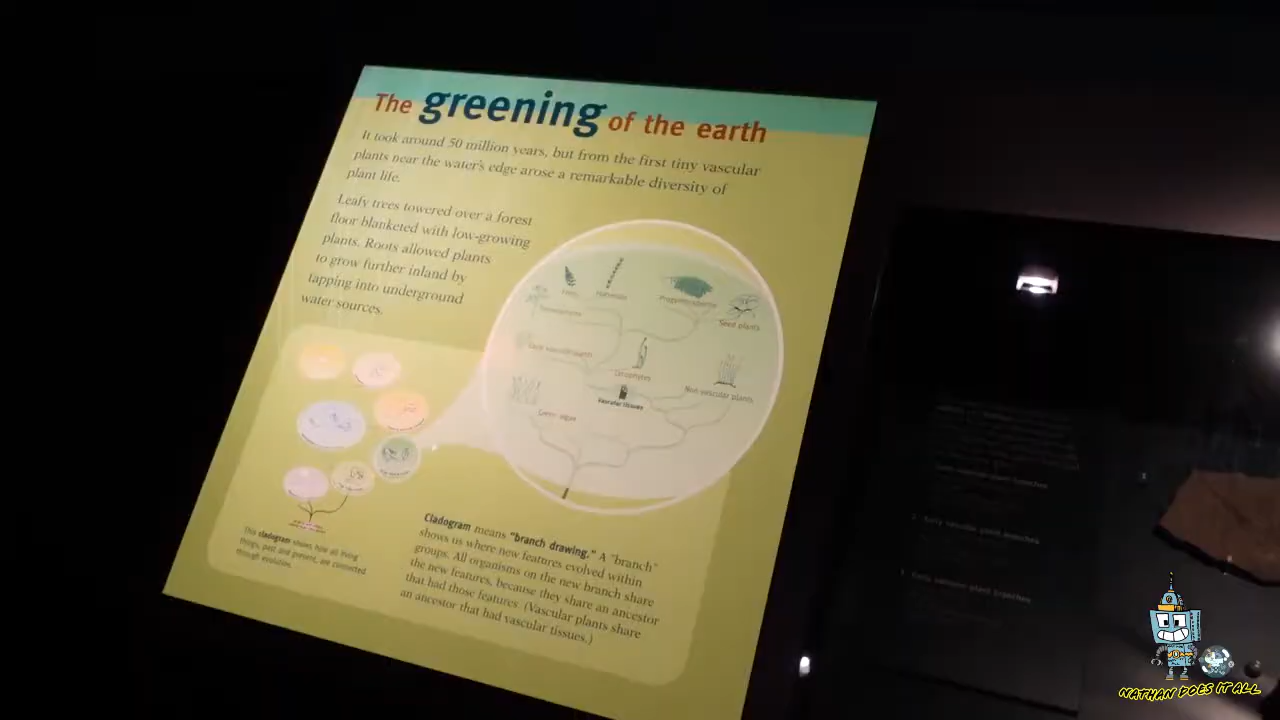 The greening of the earth
It took around 50 million years, but from the first tiny vascular
plants near the water's edge arose a remarkable diversity of
plant life.
Leafy trees towered over a forest
floor blanketed with low-growing
plants. Roots allowed plants
to grow further inland by
tapping into underground
water sources.
Ferns Horsetails Progymnosperms
Seed plants
Non vascular plants
Vascular tissues
Green algae
This cladogram shows how all living
things, past and present, are connected
through evolution.
Cladogram means "branch drawing." A "branch"
shows us where new features evolved within
groups. All organisms on the new branch share
the new features, because they share an ancestor
that had those features. (Vascular plants share
an ancestor that had vascular tissues.)
Early vascular plant branches
Early vascular plant branches
NATHAN DOES IT ALL